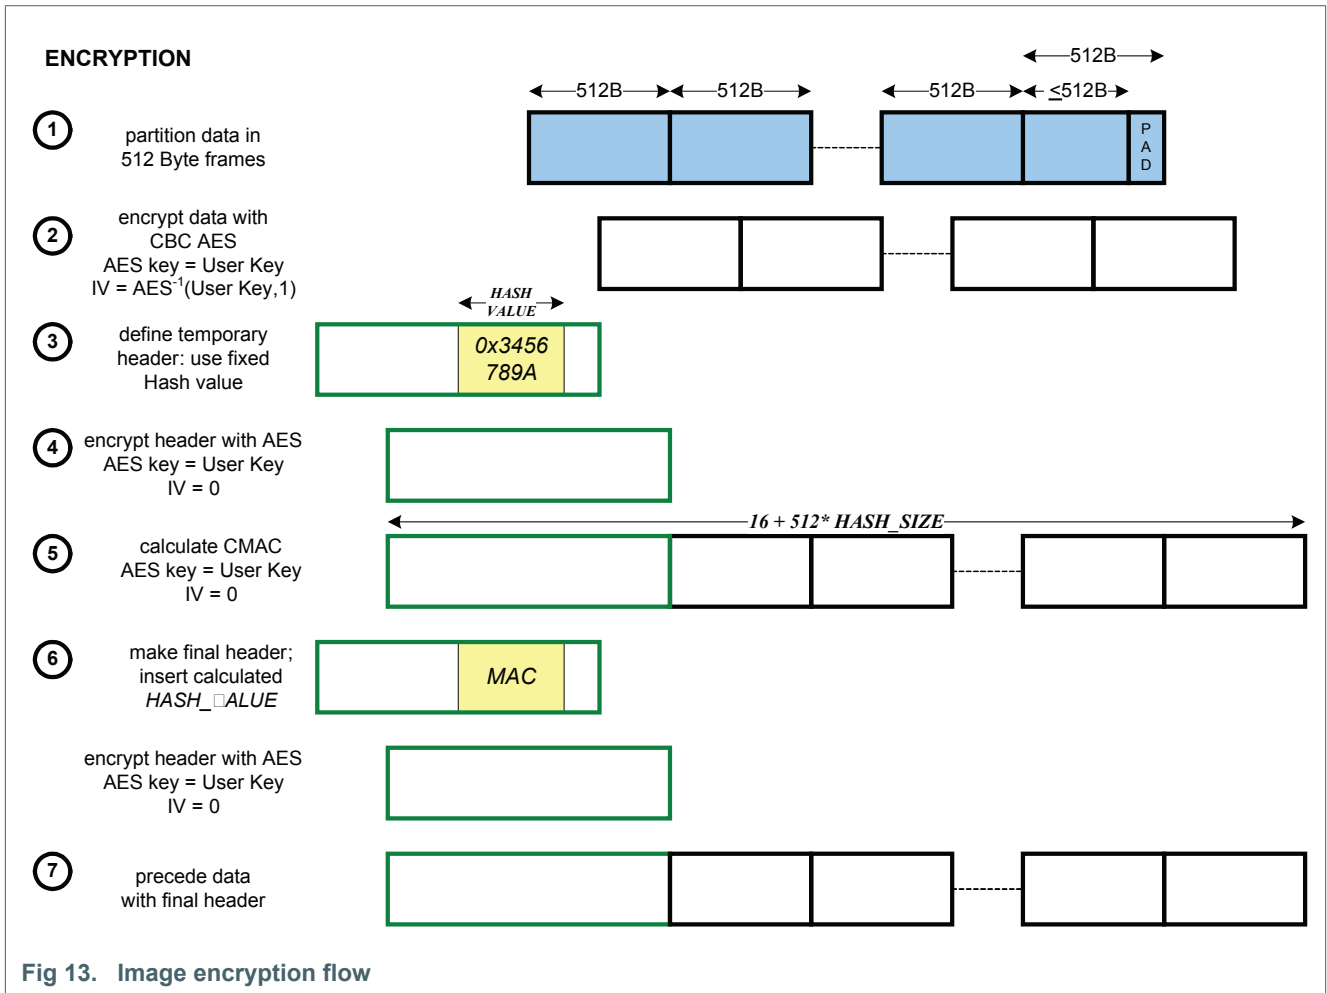 ENCRYPTION
512B
512B 512B 512B ≤512B
1
partition data in
512 Byte frames
P
A
D
2
encrypt data with
CBC AES
AES key = User Key
IV = AES⁻¹(User Key,1)
HASH
VALUE
3
define temporary
header: use fixed
Hash value
0x3456
789A
4
encrypt header with AES
AES key = User Key
IV = 0
16 + 512* HASH_SIZE
5
calculate CMAC
AES key = User Key
IV = 0
6
make final header;
insert calculated
HASH_□ALUE
MAC
encrypt header with AES
AES key = User Key
IV = 0
7
precede data
with final header
Fig 13. Image encryption flow